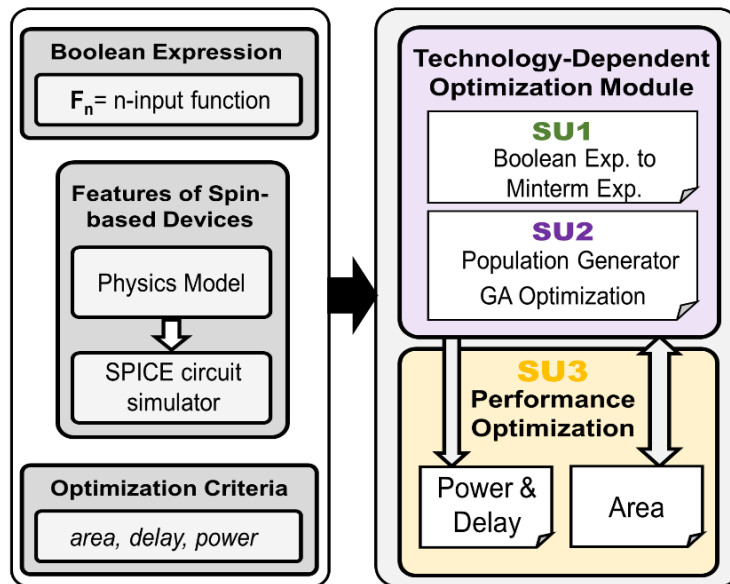 Boolean Expression
Fn= n-input function
Features of Spin-
based Devices
Physics Model
SPICE circuit
simulator
Optimization Criteria
area, delay, power
Technology-Dependent
Optimization Module
SU1
Boolean Exp. to
Minterm Exp.
SU2
Population Generator
GA Optimization
SU3
Performance
Optimization
Power &
Delay
Area